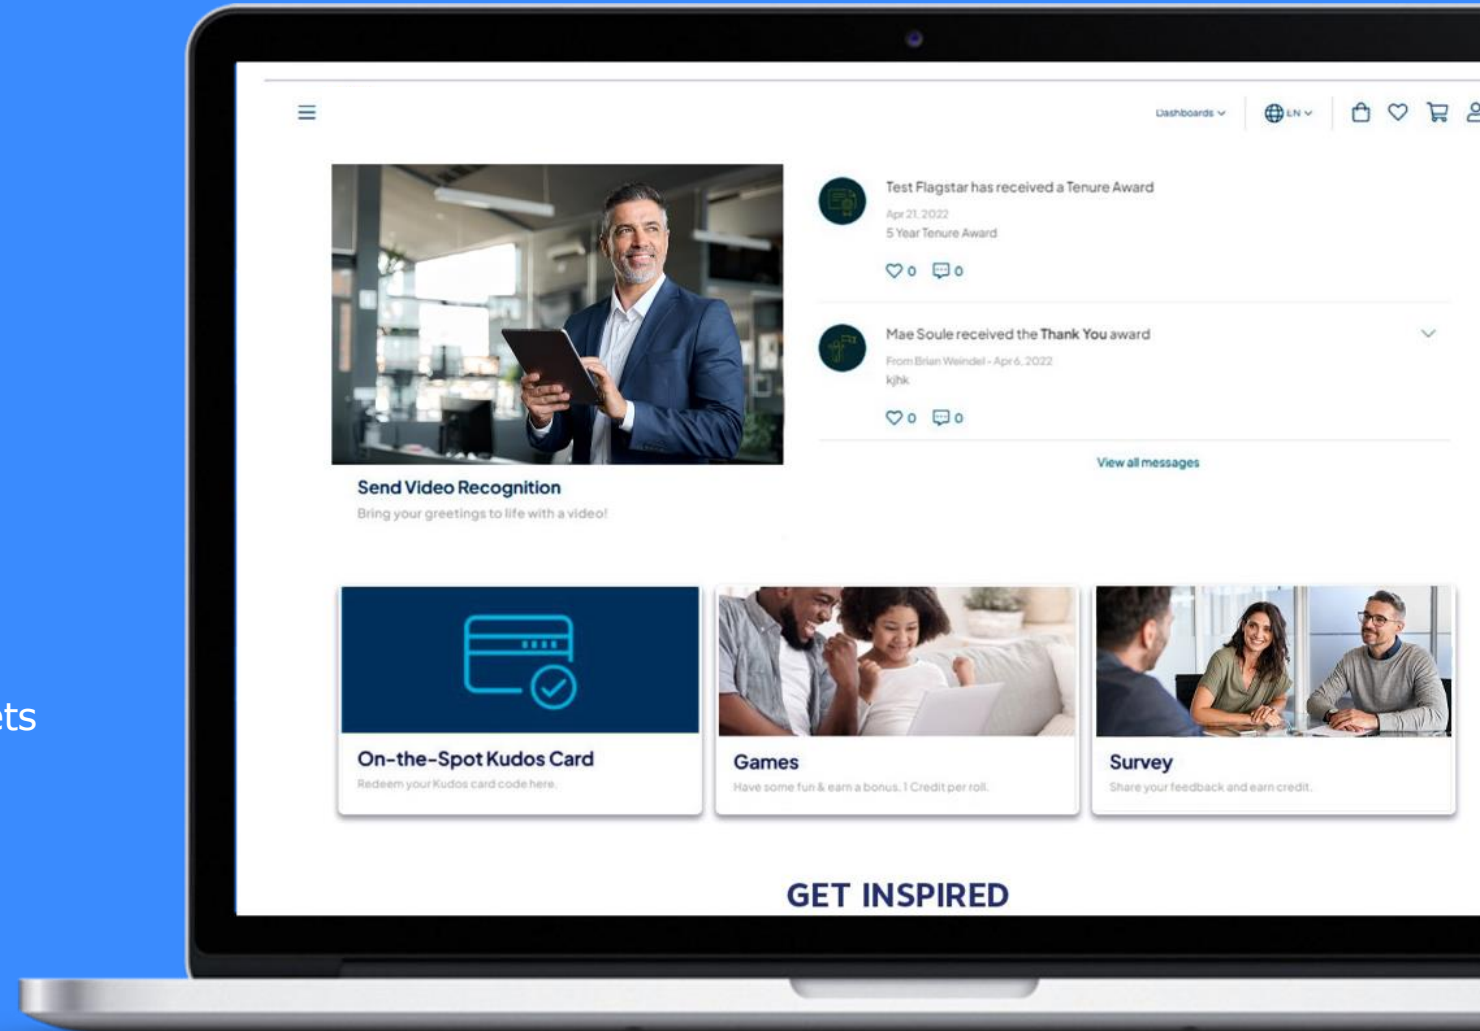 Dashboards
EN
Test Flagstar has received a Tenure Award
Apr 21, 2022
5 Year Tenure Award
0 0
Mae Soule received the Thank You award
From Brian Weindel - Apr 6, 2022
kjhk
0 0
View all messages
Send Video Recognition
Bring your greetings to life with a video!
On-the-Spot Kudos Card
Redeem your Kudos card code here.
Games
Have some fun & earn a bonus. 1 Credit per roll.
Survey
Share your feedback and earn credit.
ets
GET INSPIRED